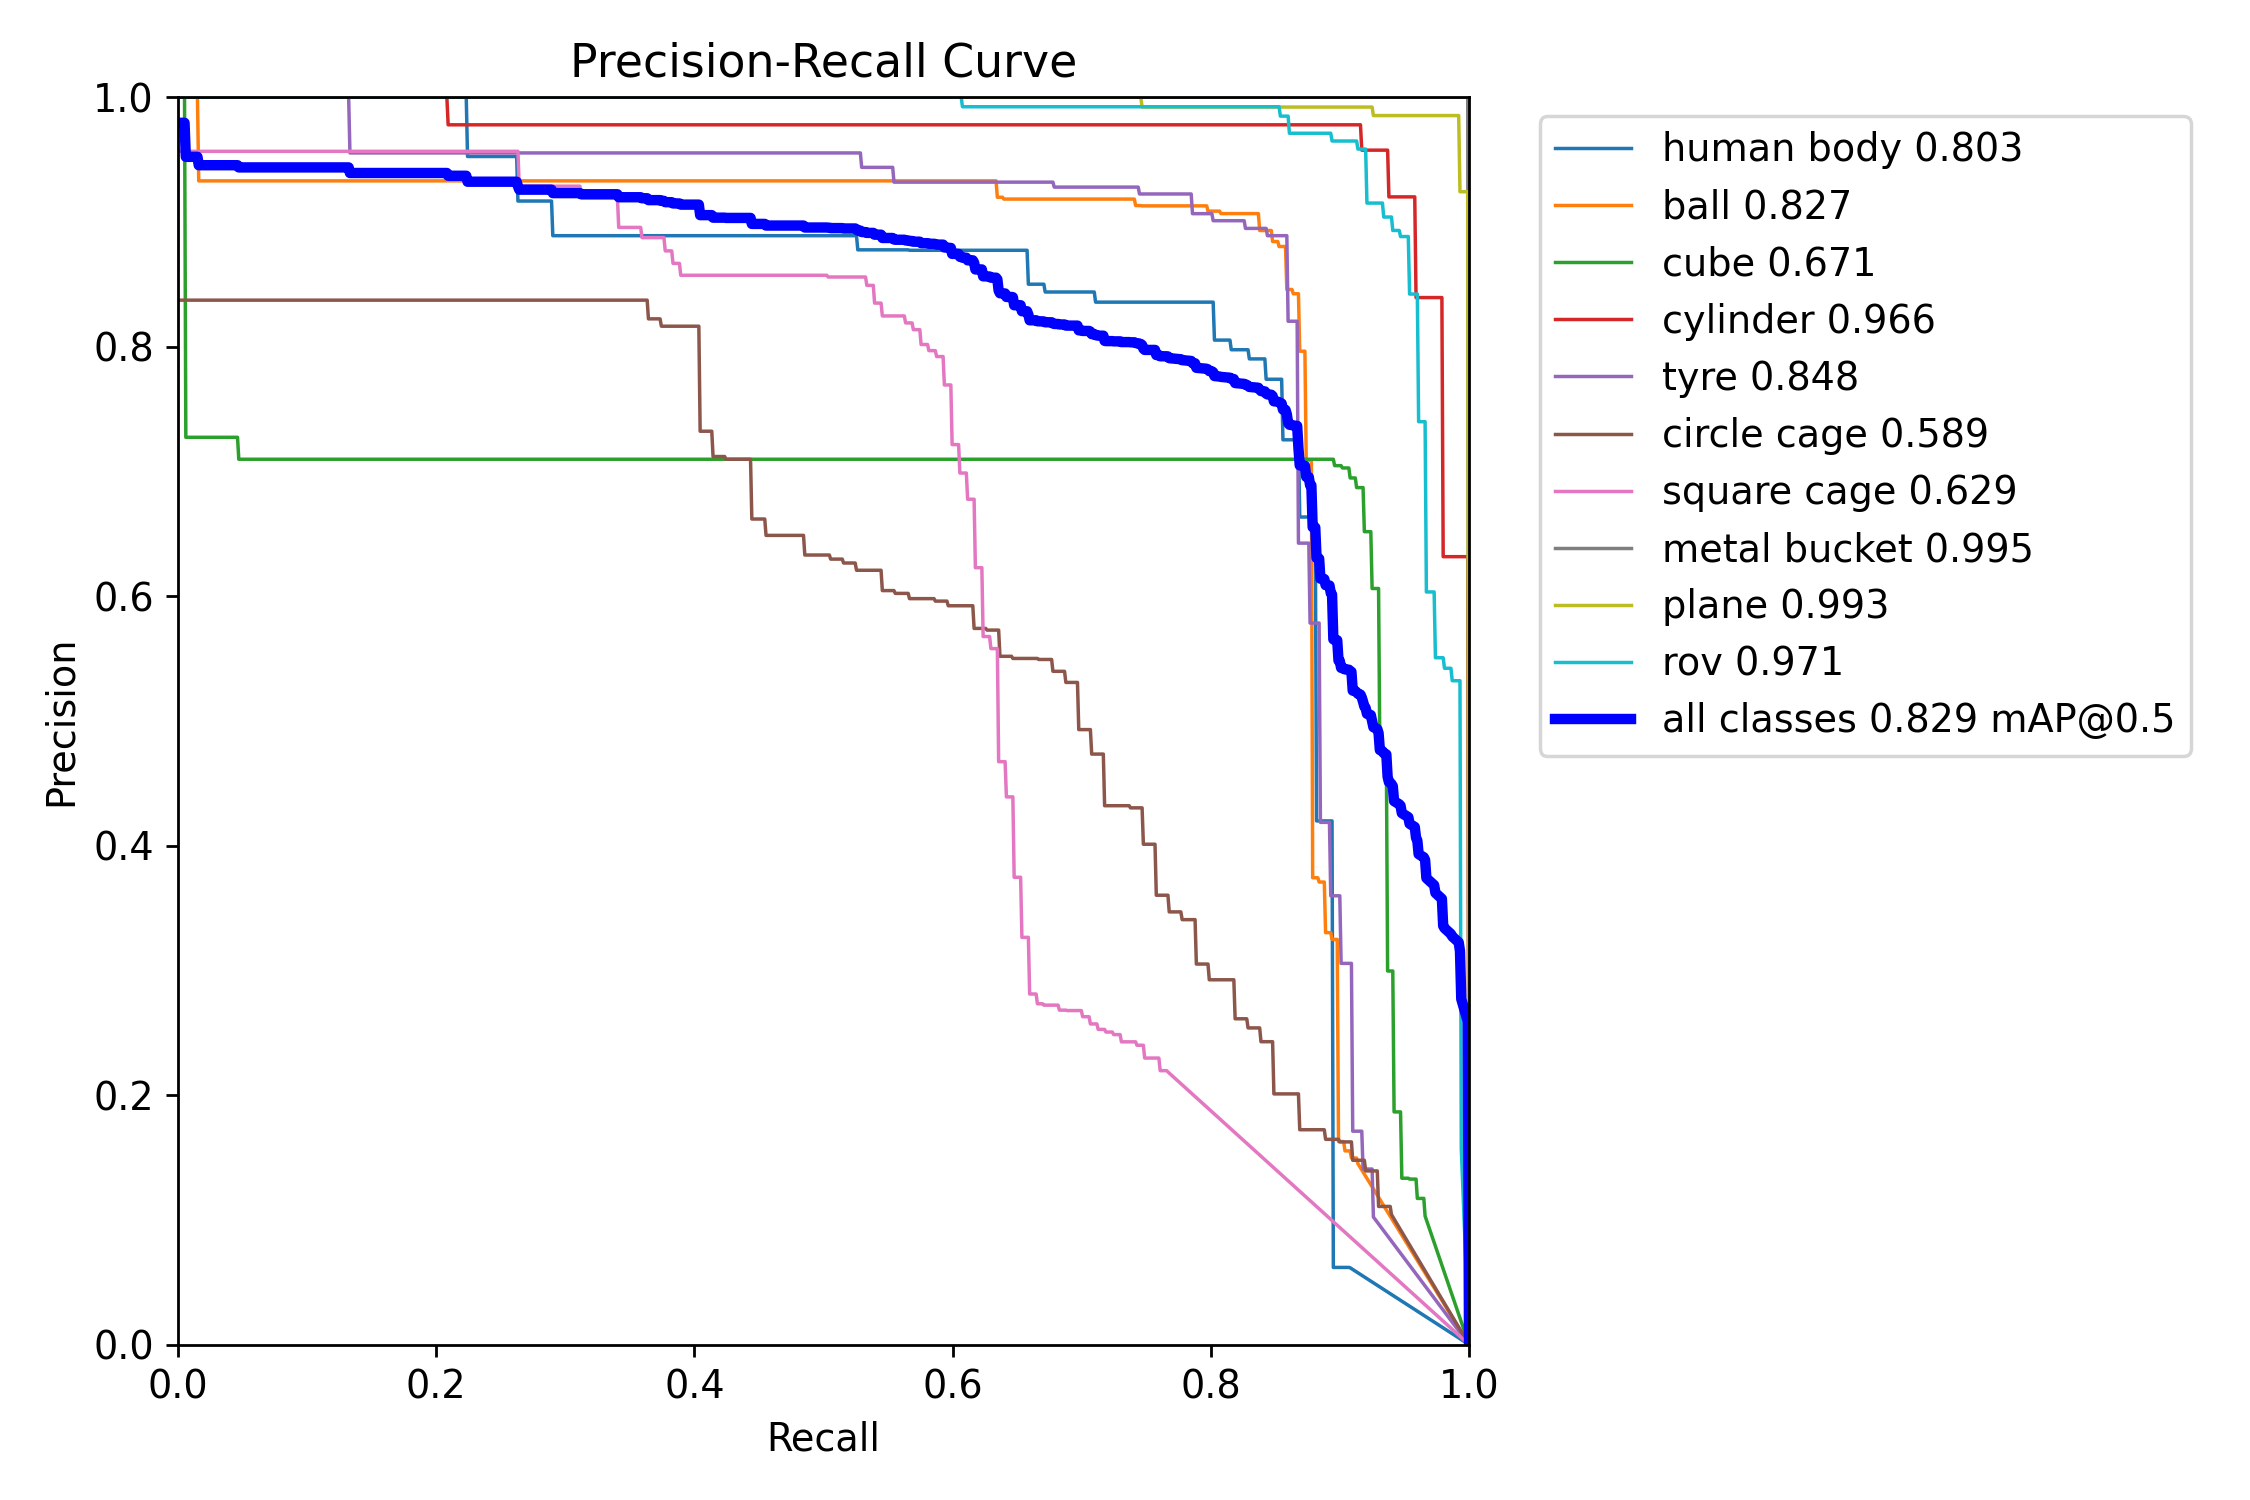 Precision-Recall Curve
1.0
0.8
0.6
0.4
0.2
0.0
Precision
0.0 0.2 0.4 0.6 0.8 1.0
Recall
human body 0.803
ball 0.827
cube 0.671
cylinder 0.966
tyre 0.848
circle cage 0.589
square cage 0.629
metal bucket 0.995
plane 0.993
rov 0.971
all classes 0.829 mAP@0.5